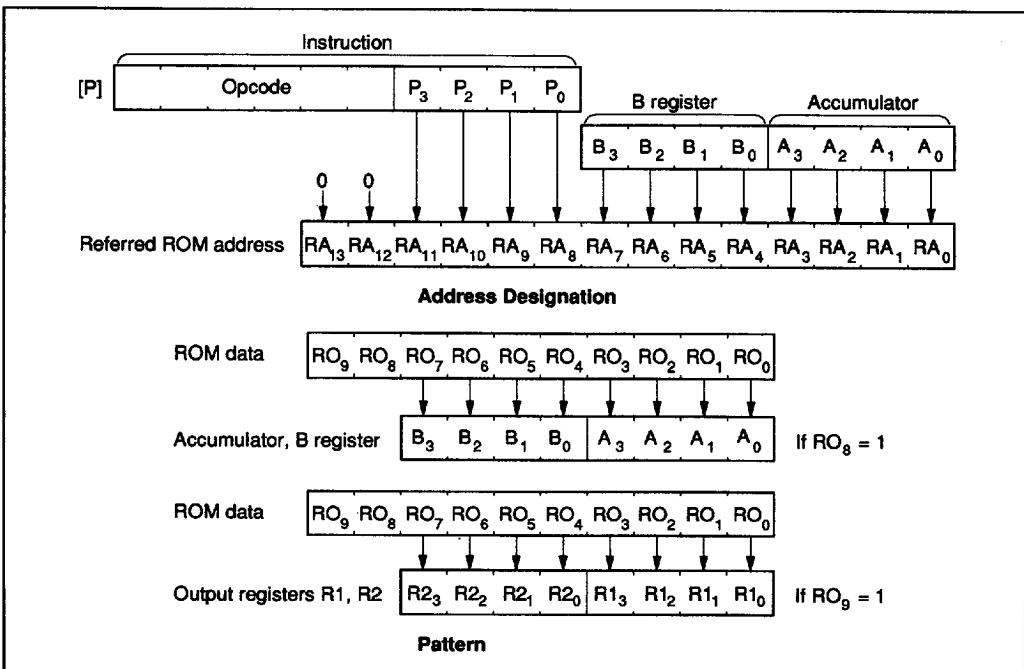 Instruction
[P] Opcode P₃ P₂ P₁ P₀
B register Accumulator
B₃ B₂ B₁ B₀ A₃ A₂ A₁ A₀
0 0
Referred ROM address RA₁₃ RA₁₂ RA₁₁ RA₁₀ RA₉ RA₈ RA₇ RA₆ RA₅ RA₄ RA₃ RA₂ RA₁ RA₀
Address Designation
ROM data RO₉ RO₈ RO₇ RO₆ RO₅ RO₄ RO₃ RO₂ RO₁ RO₀
Accumulator, B register B₃ B₂ B₁ B₀ A₃ A₂ A₁ A₀ If RO₈ = 1
ROM data RO₉ RO₈ RO₇ RO₆ RO₅ RO₄ RO₃ RO₂ RO₁ RO₀
Output registers R1, R2 R2₃ R2₂ R2₁ R2₀ R1₃ R1₂ R1₁ R1₀ If RO₉ = 1
Pattern